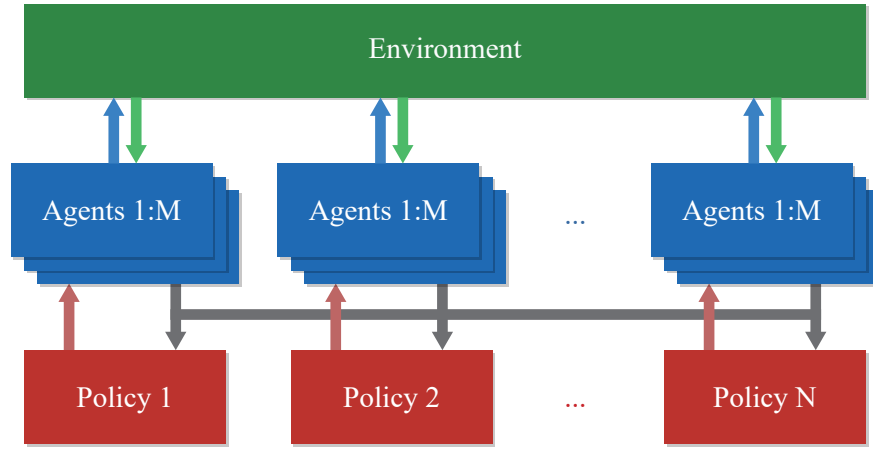 Environment
Agents 1:M
Agents 1:M
...
Agents 1:M
Policy 1
Policy 2
...
Policy N